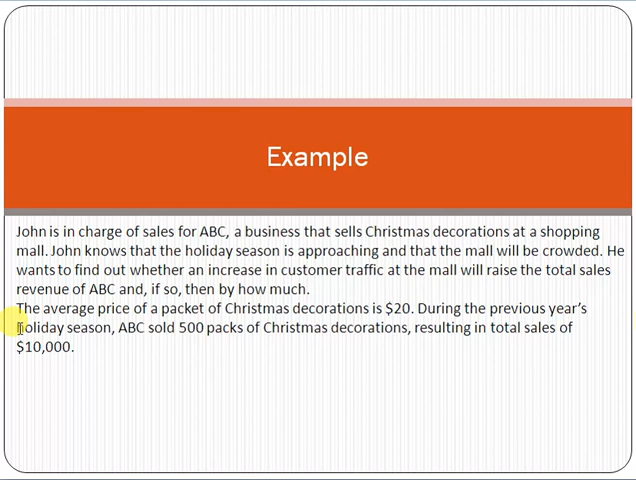 Example
John is in charge of sales for ABC, a business that sells Christmas decorations at a shopping
mall. John knows that the holiday season is approaching and that the mall will be crowded. He
wants to find out whether an increase in customer traffic at the mall will raise the total sales
revenue of ABC and, if so, then by how much.
The average price of a packet of Christmas decorations is $20. During the previous year's
holiday season, ABC sold 500 packs of Christmas decorations, resulting in total sales of
$10,000.